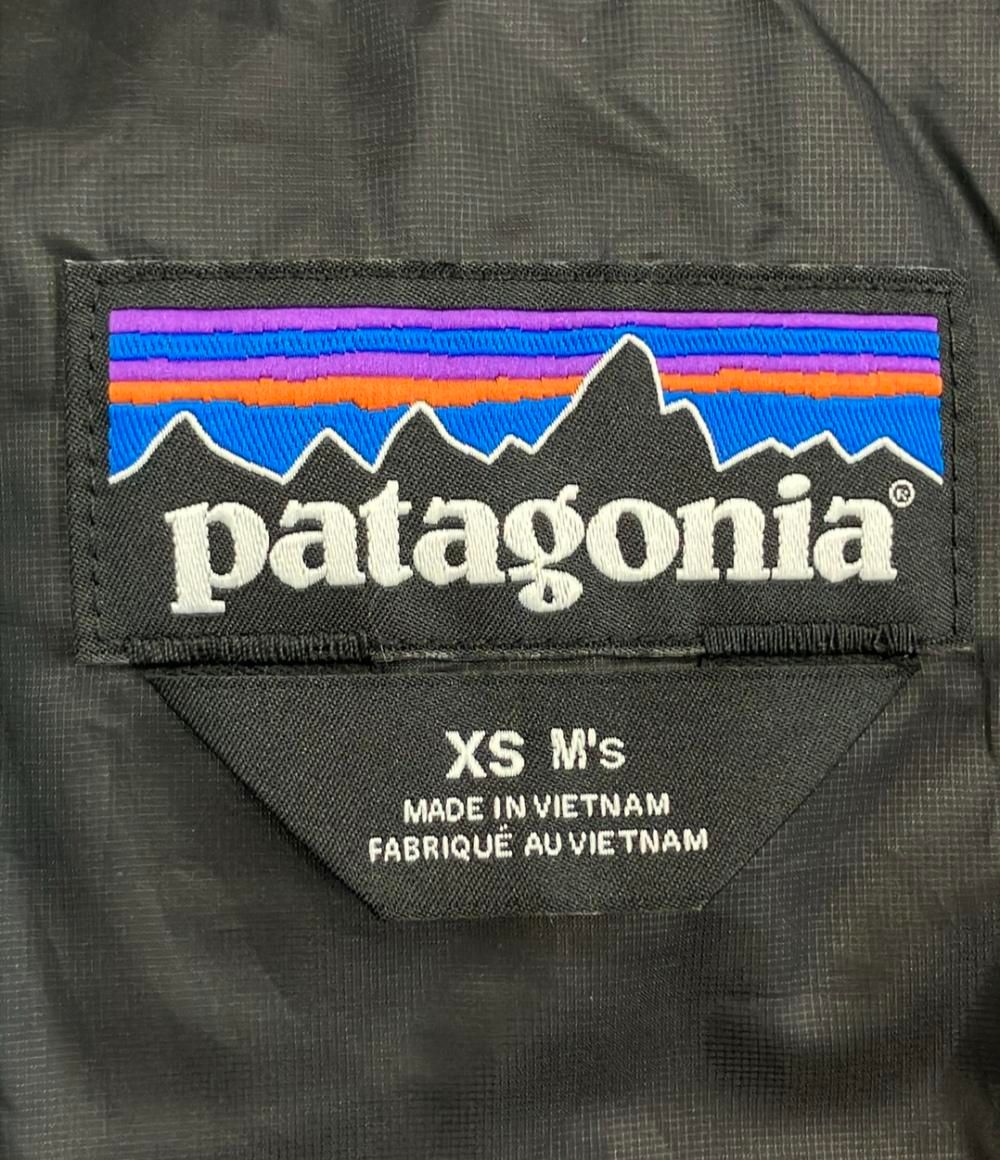 patagonia®
XS M's
MADE IN VIETNAM
FABRIQUË AU VIETNAM